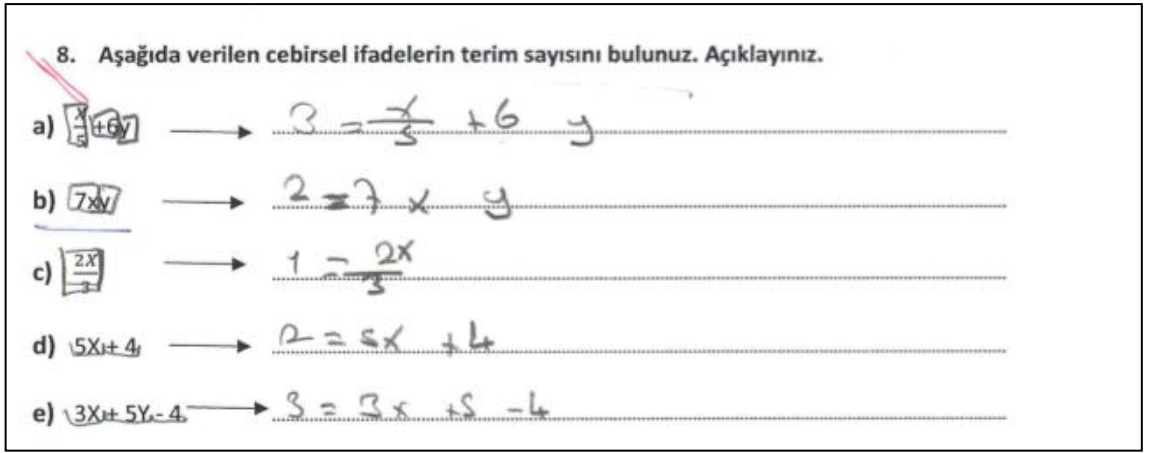 8. Aşağıda verilen cebirsel ifadelerin terim sayısını bulunuz. Açıklayınız.
a) x/5 +6y → 3 = x/5 +6 y
b) 7xy → 2 = 7 x y
c) 2X/3 → 1 = 2x/3
d) 5X+ 4 → 2 = 5x +4
e) 3X+ 5Y- 4 → 3 = 3x +5 -4